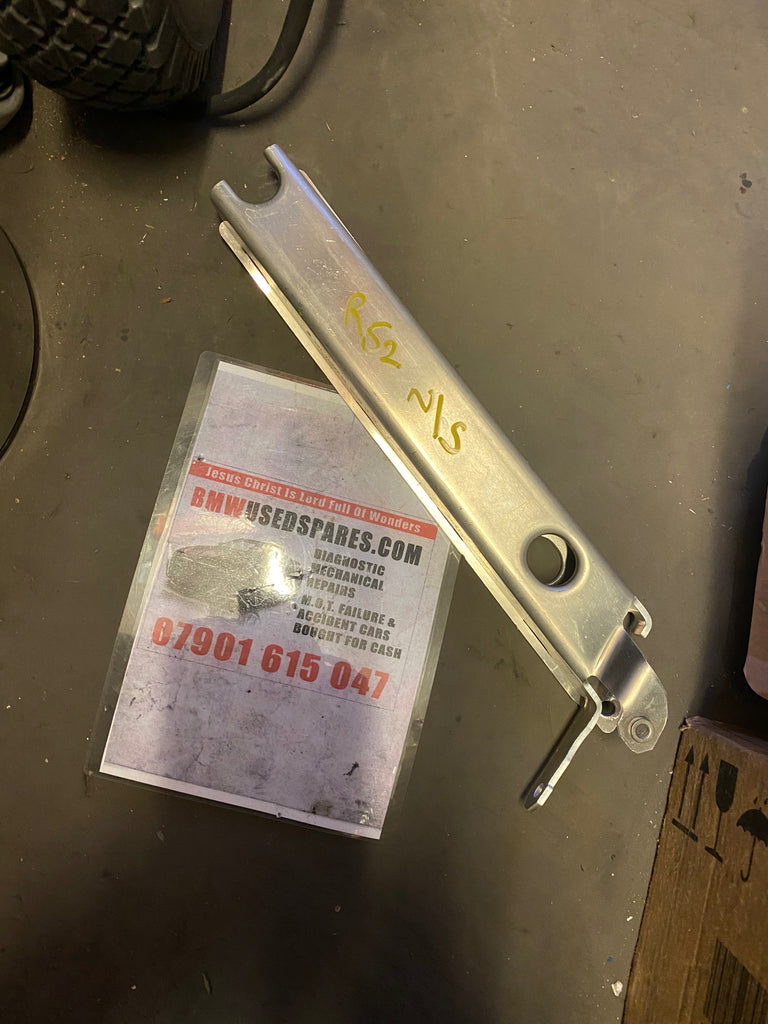 R52 N/S
Jesus Christ Is Lord Full Of Wonders
BMWUSEDSPARES.COM
DIAGNOSTIC
MECHANICAL
REPAIRS
M.O.T. FAILURE &
ACCIDENT CARS
BOUGHT FOR CASH
07901 615 047